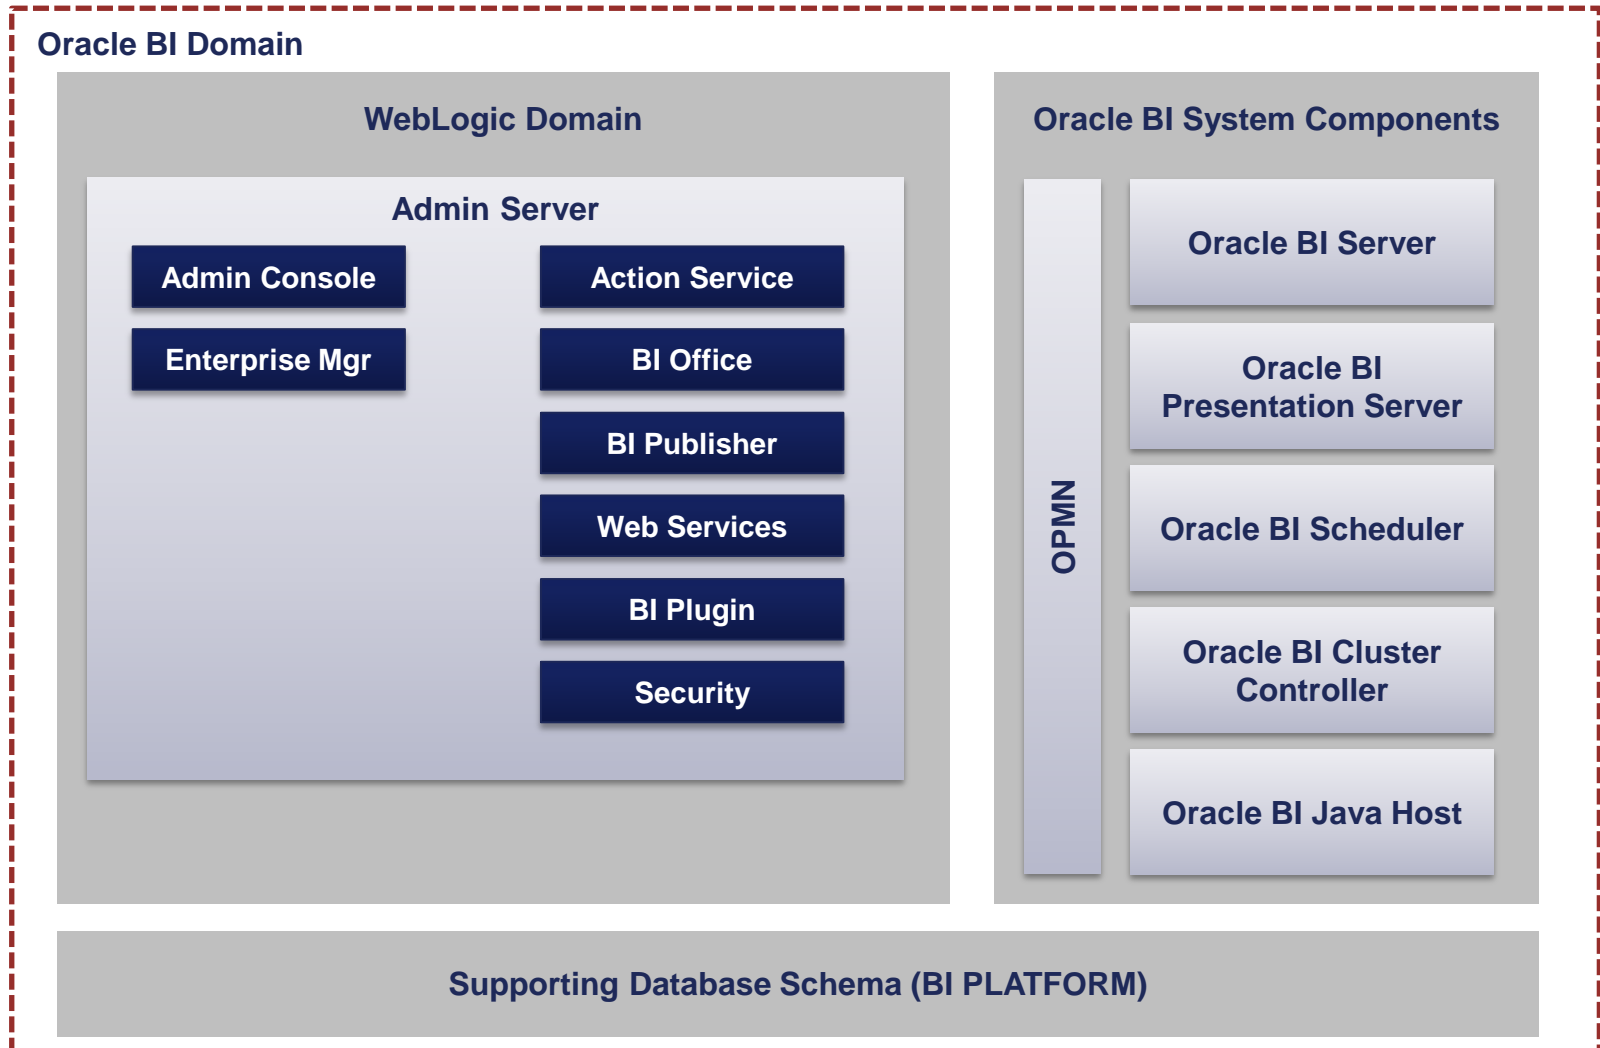 Oracle BI Domain
WebLogic Domain
Admin Server
Admin Console
Enterprise Mgr
Action Service
BI Office
BI Publisher
Web Services
BI Plugin
Security
Oracle BI System Components
OPMN
Oracle BI Server
Oracle BI
Presentation Server
Oracle BI Scheduler
Oracle BI Cluster
Controller
Oracle BI Java Host
Supporting Database Schema (BI PLATFORM)